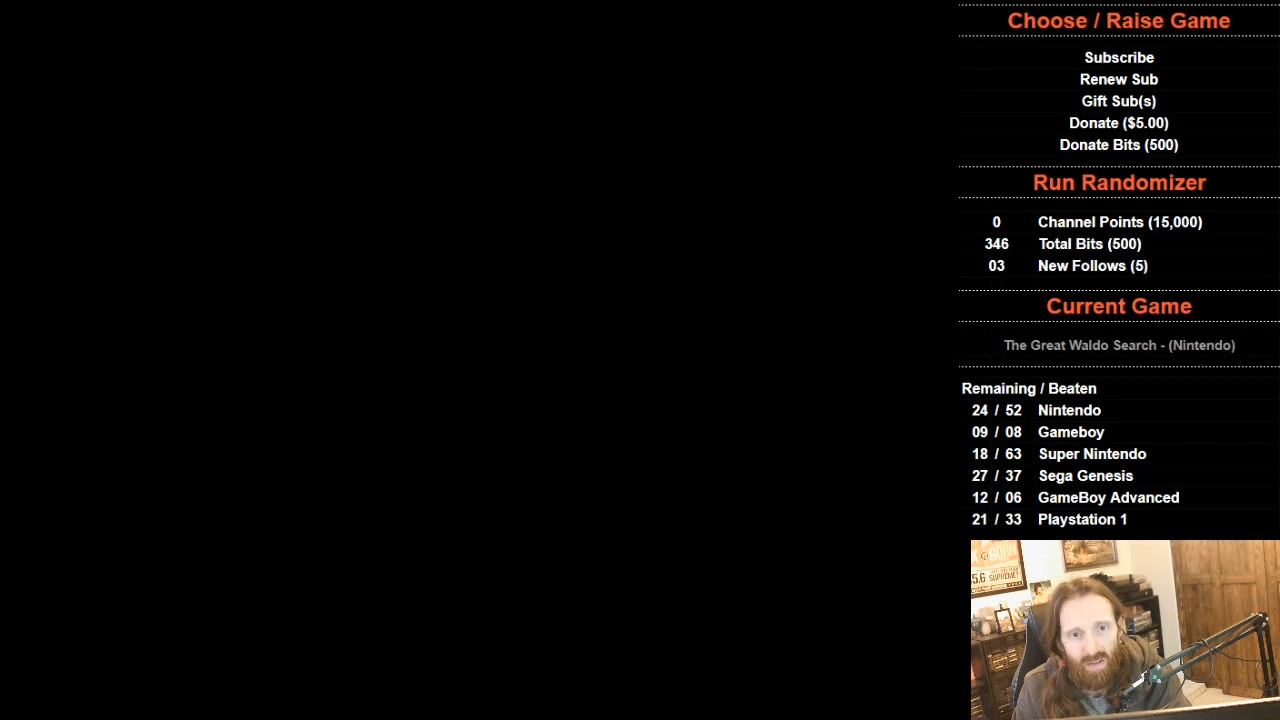 Choose / Raise Game
Subscribe
Renew Sub
Gift Sub(s)
Donate ($5.00)
Donate Bits (500)
Run Randomizer
0 Channel Points (15,000)
346 Total Bits (500)
03 New Follows (5)
Current Game
The Great Waldo Search - (Nintendo)
Remaining / Beaten
24 / 52 Nintendo
09 / 08 Gameboy
18 / 63 Super Nintendo
27 / 37 Sega Genesis
12 / 06 GameBoy Advanced
21 / 33 Playstation 1
5.6 SUPREME